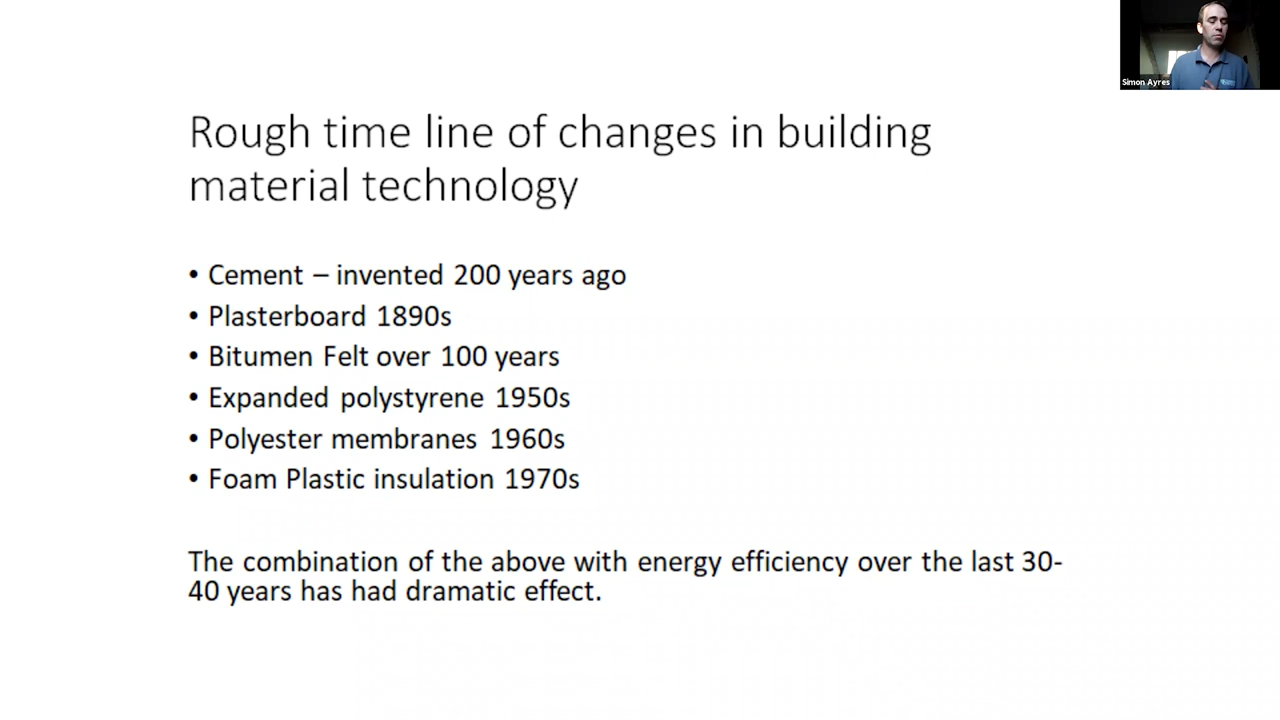 Simon Ayres
Rough time line of changes in building
material technology
• Cement – invented 200 years ago
• Plasterboard 1890s
• Bitumen Felt over 100 years
• Expanded polystyrene 1950s
• Polyester membranes 1960s
• Foam Plastic insulation 1970s
The combination of the above with energy efficiency over the last 30-
40 years has had dramatic effect.